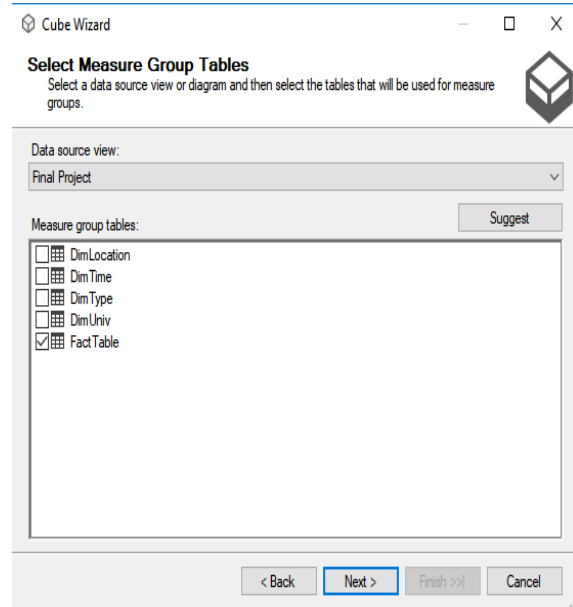 Cube Wizard
Select Measure Group Tables
Select a data source view or diagram and then select the tables that will be used for measure
groups.
Data source view:
Final Project
Measure group tables:
Suggest
DimLocation
DimTime
DimType
DimUniv
FactTable
< Back
Next >
Finish >>|
Cancel